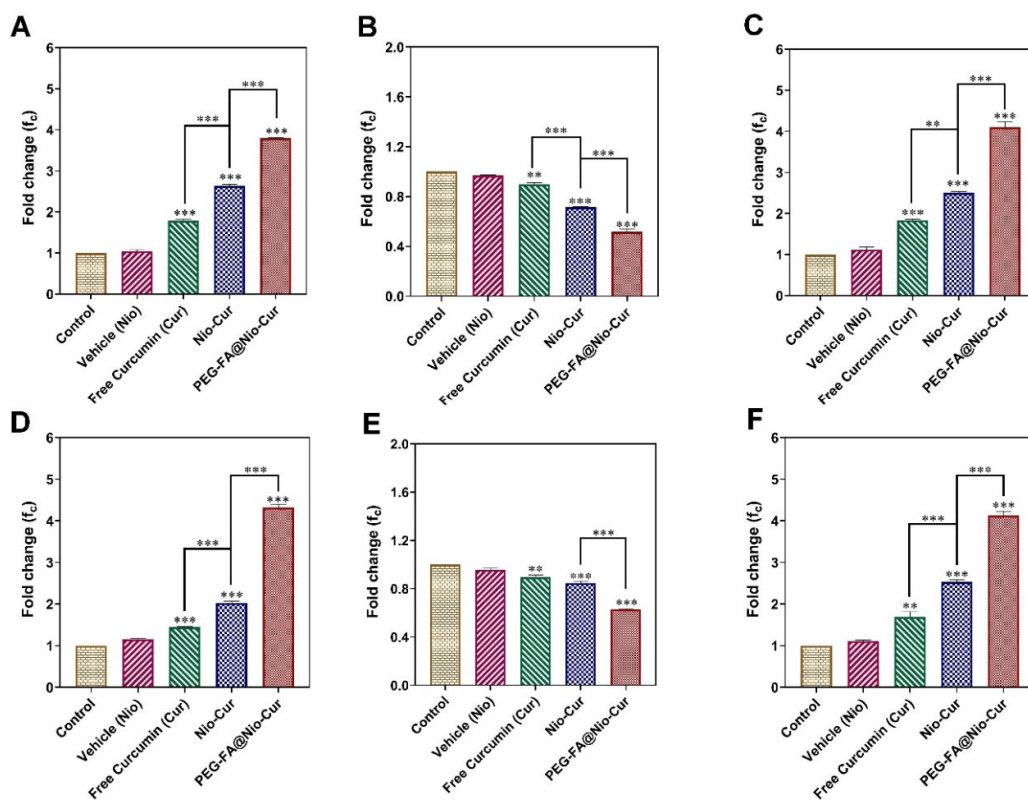 A
Fold change (fc)
6
5
4
3
2
1
0
***
***
***
***
***
Control
Vehicle (Nio)
Free Curcumin (Cur)
Nio-Cur
PEG-FA@Nio-Cur
B
Fold change (fc)
2.0
1.6
1.2
0.8
0.4
0.0
***
***
**
***
***
Control
Vehicle (Nio)
Free Curcumin (Cur)
Nio-Cur
PEG-FA@Nio-Cur
C
Fold change (fc)
6
5
4
3
2
1
0
***
**
***
***
***
Control
Vehicle (Nio)
Free Curcumin (Cur)
Nio-Cur
PEG-FA@Nio-Cur
D
Fold change (fc)
6
5
4
3
2
1
0
***
***
***
***
***
Control
Vehicle (Nio)
Free Curcumin (Cur)
Nio-Cur
PEG-FA@Nio-Cur
E
Fold change (fc)
2.0
1.6
1.2
0.8
0.4
0.0
***
**
***
***
Control
Vehicle (Nio)
Free Curcumin (Cur)
Nio-Cur
PEG-FA@Nio-Cur
F
Fold change (fc)
6
5
4
3
2
1
0
***
***
***
***
**
Control
Vehicle (Nio)
Free Curcumin (Cur)
Nio-Cur
PEG-FA@Nio-Cur